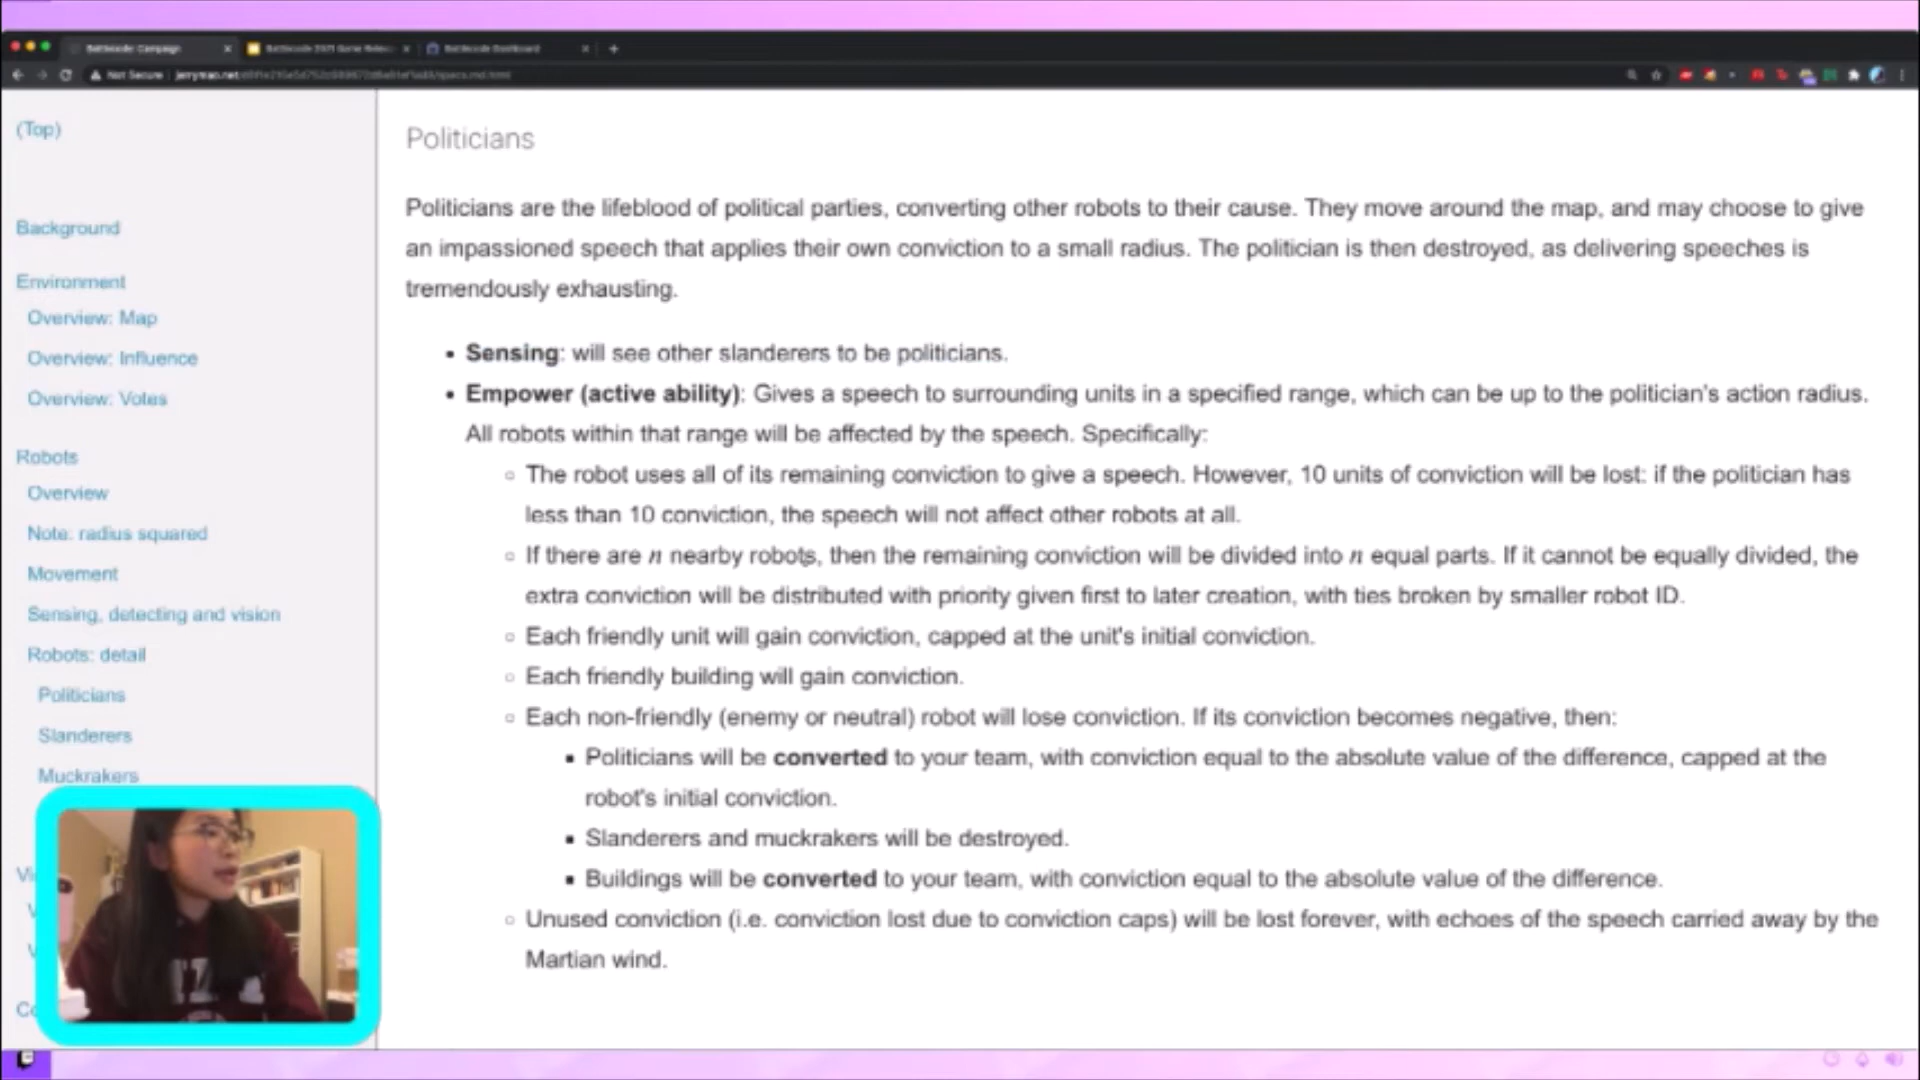 Battlecode: Campaign
Battlecode 2021 Game Releas
Battlecode Dashboard
Not Secure | jerryman.net
(Top)
Background
Environment
Overview: Map
Overview: Influence
Overview: Votes
Robots
Overview
Note: radius squared
Movement
Sensing, detecting and vision
Robots: detail
Politicians
Slanderers
Muckrakers
Politicians
Politicians are the lifeblood of political parties, converting other robots to their cause. They move around the map, and may choose to give
an impassioned speech that applies their own conviction to a small radius. The politician is then destroyed, as delivering speeches is
tremendously exhausting.
Sensing: will see other slanderers to be politicians.
Empower (active ability): Gives a speech to surrounding units in a specified range, which can be up to the politician's action radius.
All robots within that range will be affected by the speech. Specifically:
The robot uses all of its remaining conviction to give a speech. However, 10 units of conviction will be lost: if the politician has
less than 10 conviction, the speech will not affect other robots at all.
If there are n nearby robots, then the remaining conviction will be divided into n equal parts. If it cannot be equally divided, the
extra conviction will be distributed with priority given first to later creation, with ties broken by smaller robot ID.
Each friendly unit will gain conviction, capped at the unit's initial conviction.
Each friendly building will gain conviction.
Each non-friendly (enemy or neutral) robot will lose conviction. If its conviction becomes negative, then:
Politicians will be converted to your team, with conviction equal to the absolute value of the difference, capped at the
robot's initial conviction.
Slanderers and muckrakers will be destroyed.
Buildings will be converted to your team, with conviction equal to the absolute value of the difference.
Unused conviction (i.e. conviction lost due to conviction caps) will be lost forever, with echoes of the speech carried away by the
Martian wind.